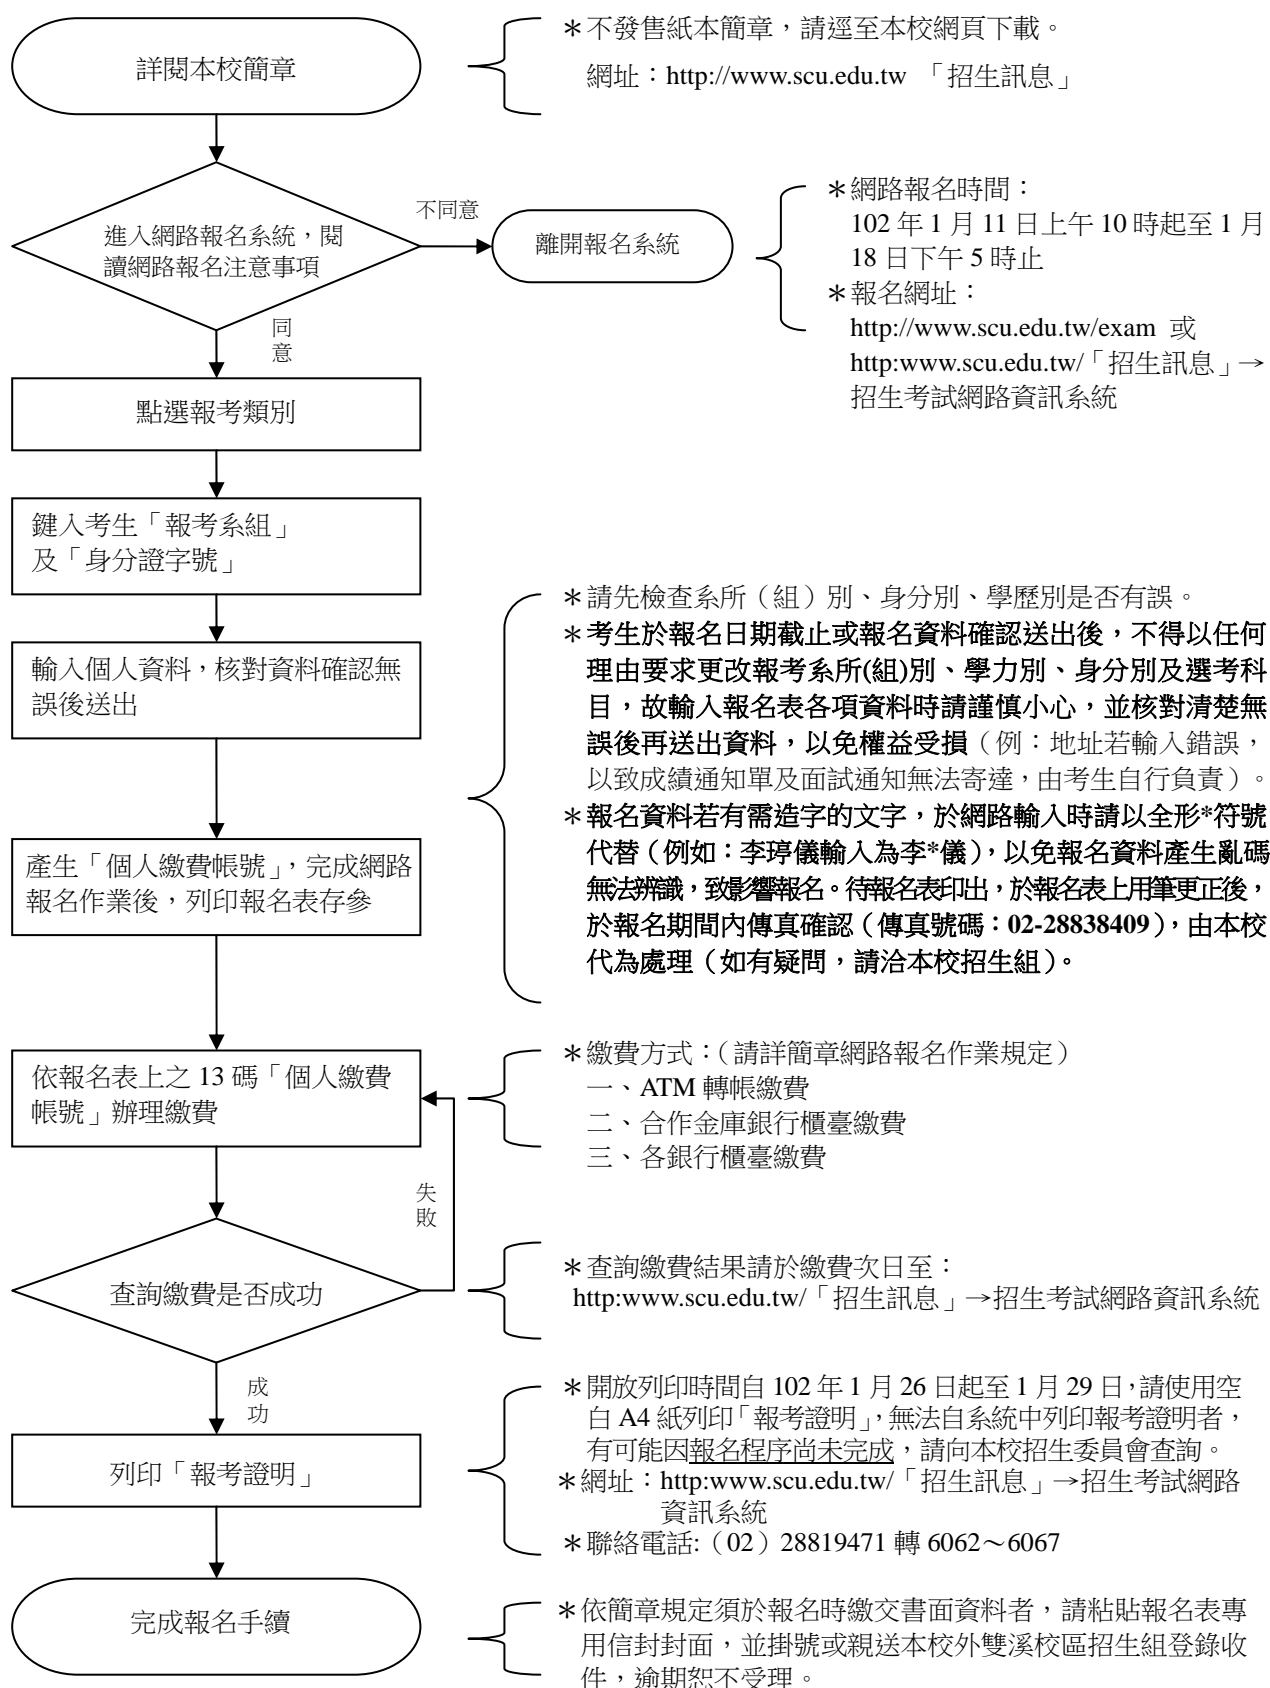 詳閱本校簡章
＊不發售紙本簡章，請逕至本校網頁下載。
網址：http://www.scu.edu.tw 「招生訊息」
進入網路報名系統，閱
讀網路報名注意事項
不同意
離開報名系統
＊網路報名時間：
102 年 1 月 11 日上午 10 時起至 1 月
18 日下午 5 時止
＊報名網址：
http://www.scu.edu.tw/exam 或
http:www.scu.edu.tw/「招生訊息」→
招生考試網路資訊系統
同
意
點選報考類別
鍵入考生「報考系組」
及「身分證字號」
輸入個人資料，核對資料確認無
誤後送出
產生「個人繳費帳號」，完成網路
報名作業後，列印報名表存參
＊請先檢查系所（組）別、身分別、學歷別是否有誤。
＊考生於報名日期截止或報名資料確認送出後，不得以任何
理由要求更改報考系所(組)別、學力別、身分別及選考科
目，故輸入報名表各項資料時請謹慎小心，並核對清楚無
誤後再送出資料，以免權益受損（例：地址若輸入錯誤，
以致成績通知單及面試通知無法寄達，由考生自行負責）。
＊報名資料若有需造字的文字，於網路輸入時請以全形*符號
代替（例如：李㻂儀輸入為李*儀），以免報名資料產生亂碼
無法辨識，致影響報名。待報名表印出，於報名表上用筆更正後，
於報名期間內傳真確認（傳真號碼：02-28838409），由本校
代為處理（如有疑問，請洽本校招生組）。
依報名表上之 13 碼「個人繳費
帳號」辦理繳費
＊繳費方式：（請詳簡章網路報名作業規定）
一、ATM 轉帳繳費
二、合作金庫銀行櫃臺繳費
三、各銀行櫃臺繳費
失
敗
查詢繳費是否成功
＊查詢繳費結果請於繳費次日至：
http:www.scu.edu.tw/「招生訊息」→招生考試網路資訊系統
成
功
列印「報考證明」
＊開放列印時間自 102 年 1 月 26 日起至 1 月 29 日，請使用空
白 A4 紙列印「報考證明」，無法自系統中列印報考證明者，
有可能因報名程序尚未完成，請向本校招生委員會查詢。
＊網址：http:www.scu.edu.tw/「招生訊息」→招生考試網路
資訊系統
＊聯絡電話:（02）28819471 轉 6062～6067
完成報名手續
＊依簡章規定須於報名時繳交書面資料者，請粘貼報名表專
用信封封面，並掛號或親送本校外雙溪校區招生組登錄收
件，逾期恕不受理。